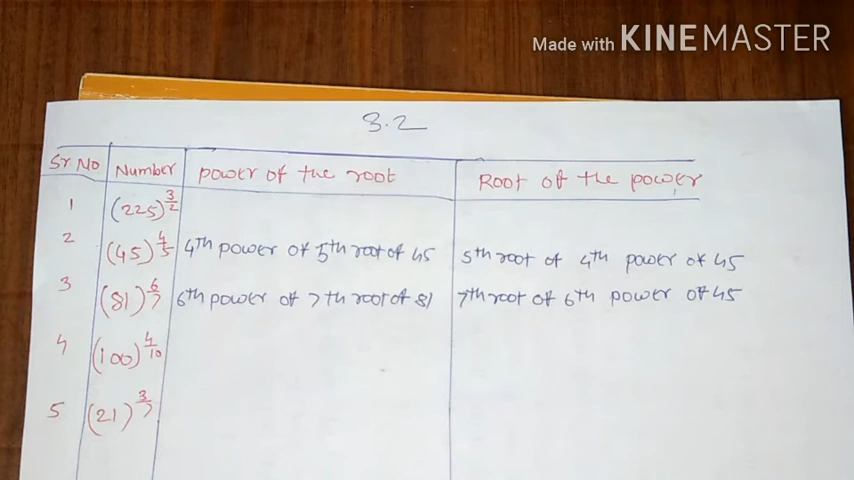 Made with KINEMASTER
3.2
Sr No Number Power of the root Root of the power
1 (225)^3/2
2 (45)^4/5 4th power of 5th root of 45 5th root of 4th power of 45
3 (81)^6/7 6th power of 7th root of 81 7th root of 6th power of 45
4 (100)^4/10
5 (21)^3/7